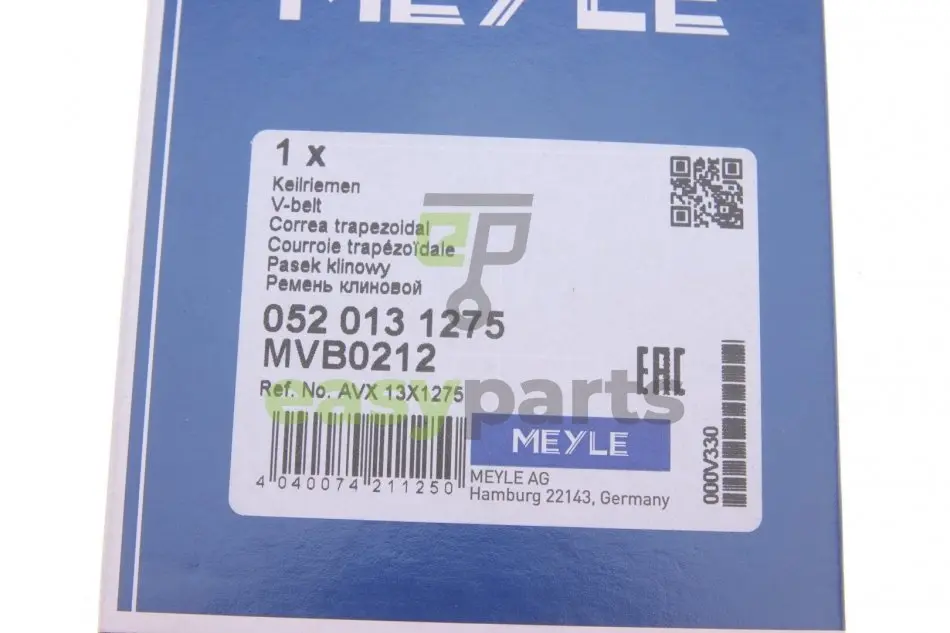 MEYLE
1 x
Keilriemen
V-belt
Correa trapezoidal
Courroie trapézoïdale
Pasek klinowy
Ремень клиновой
052 013 1275
MVB0212
Ref. No. AVX 13X1275
4 040074 211250
MEYLE
MEYLE AG
Hamburg 22143, Germany
EAC
000V330
ep
easyparts